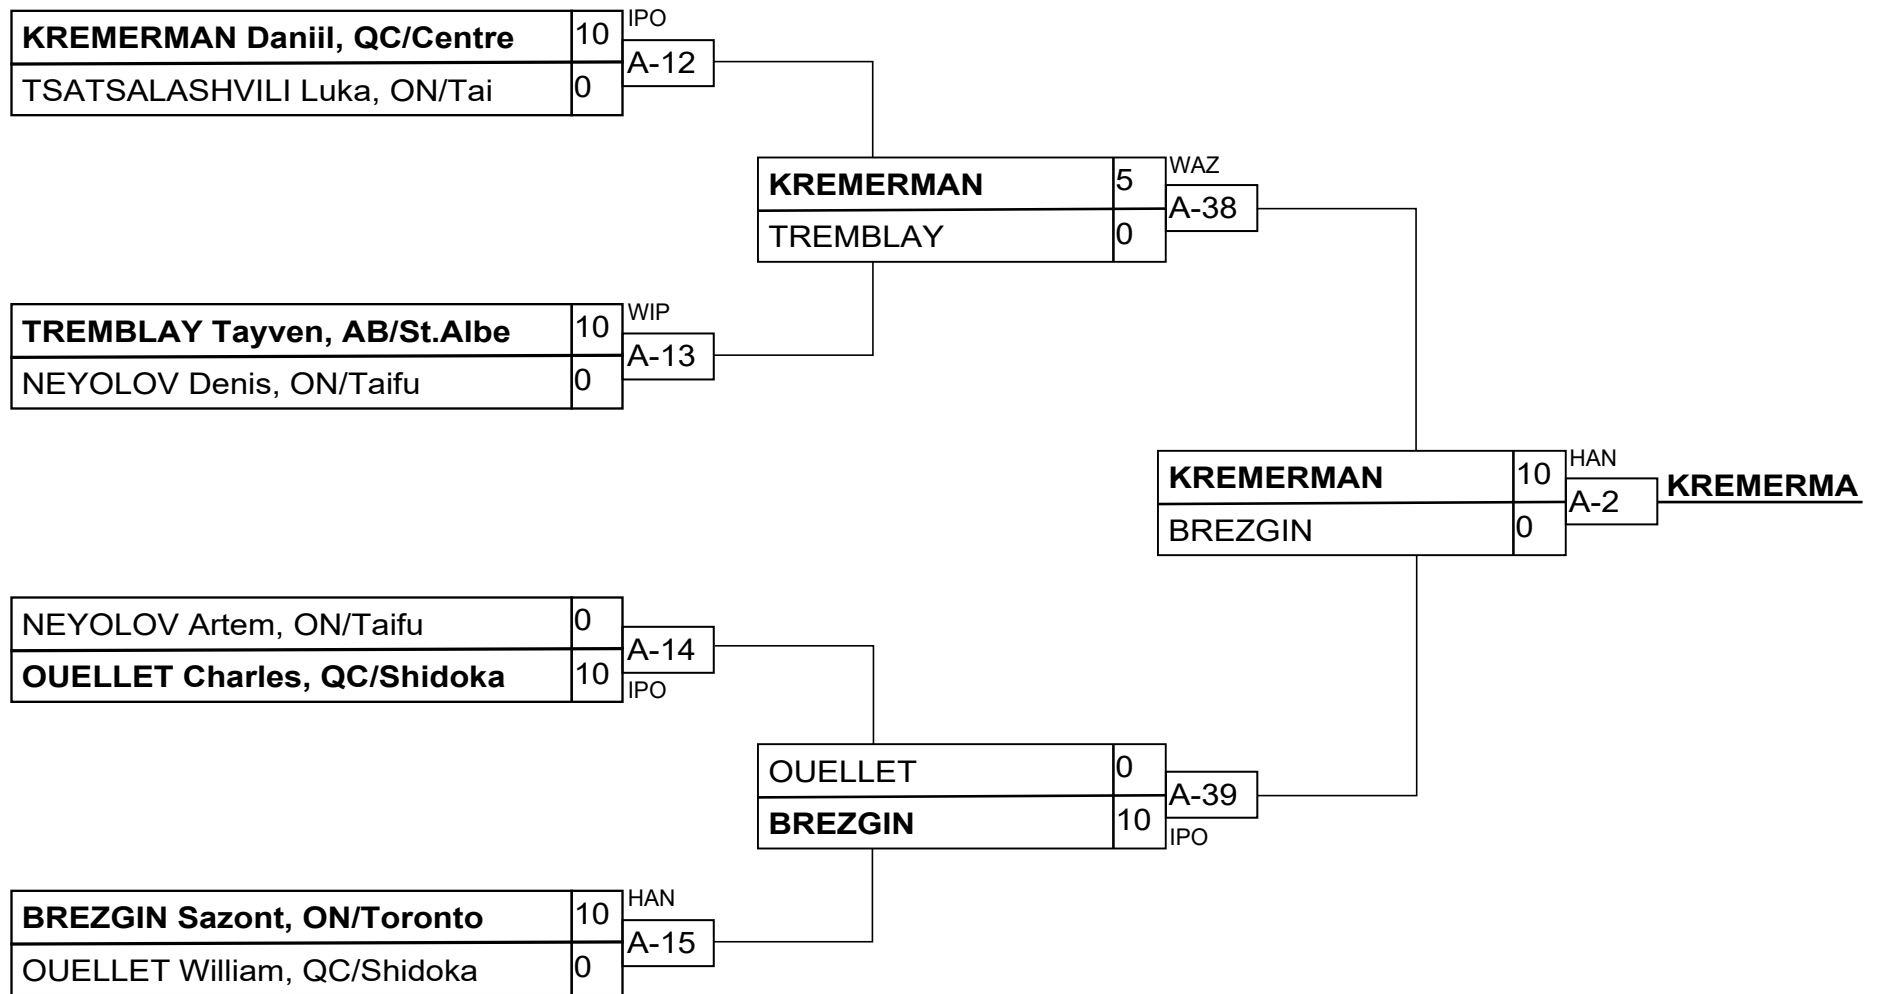 KREMERMAN Daniil, QC/Centre 10 IPO
A-12
TSATSALASHVILI Luka, ON/Tai 0
KREMERMAN 5 WAZ
A-38
TREMBLAY 0
TREMBLAY Tayven, AB/St.Albe 10 WIP
A-13
NEYOLOV Denis, ON/Taifu 0
KREMERMAN 10 HAN
A-2 KREMERMA
BREZGIN 0
NEYOLOV Artem, ON/Taifu 0
A-14
OUELLET Charles, QC/Shidoka 10 IPO
OUELLET 0
A-39
BREZGIN 10 IPO
BREZGIN Sazont, ON/Toronto 10 HAN
A-15
OUELLET William, QC/Shidoka 0